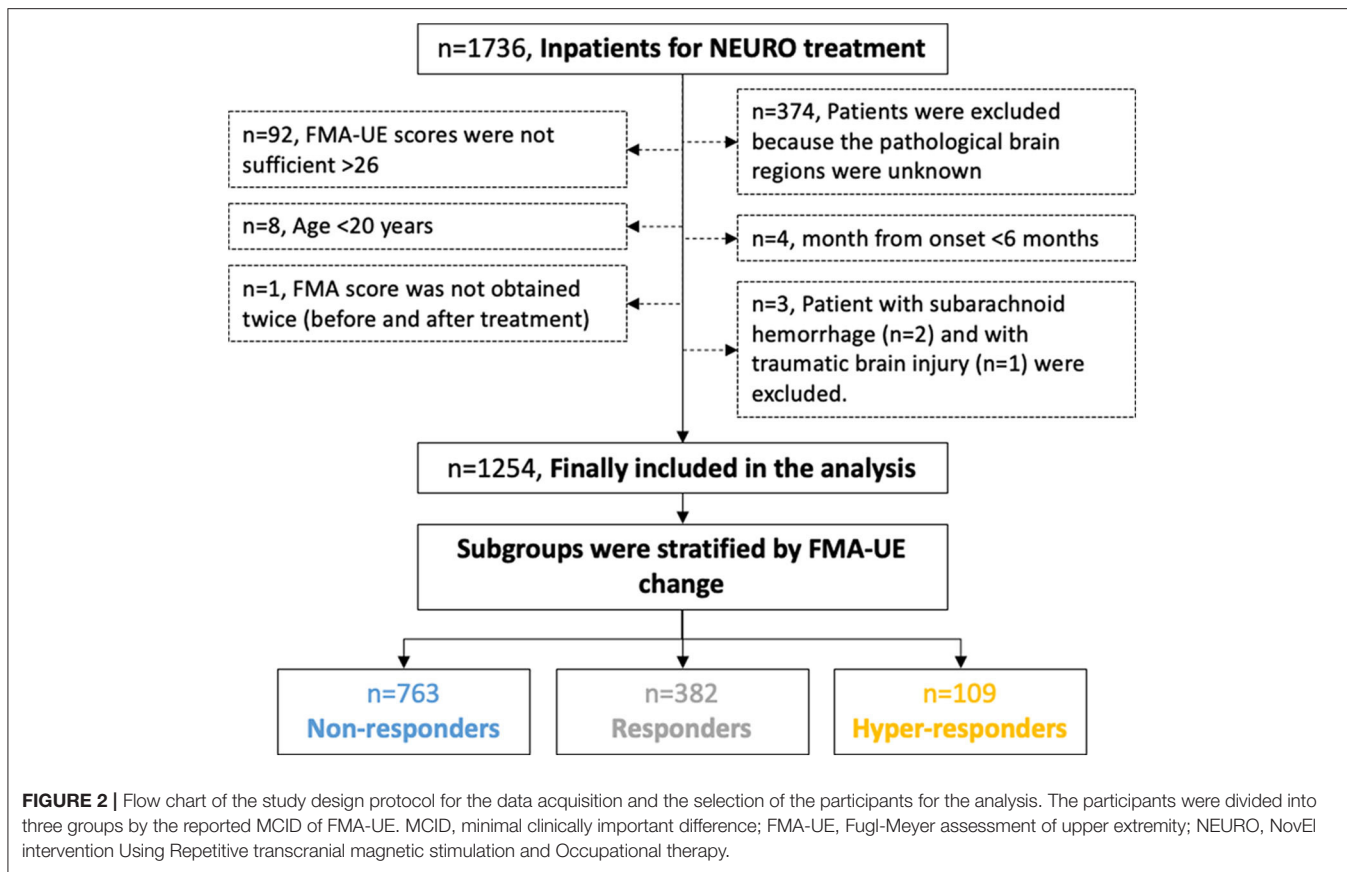 n=1736, Inpatients for NEURO treatment
n=92, FMA-UE scores were not
sufficient >26
n=374, Patients were excluded
because the pathological brain
regions were unknown
n=8, Age <20 years
n=4, month from onset <6 months
n=1, FMA score was not obtained
twice (before and after treatment)
n=3, Patient with subarachnoid
hemorrhage (n=2) and with
traumatic brain injury (n=1) were
excluded.
n=1254, Finally included in the analysis
Subgroups were stratified by FMA-UE
change
n=763
Non-responders
n=382
Responders
n=109
Hyper-responders
FIGURE 2 | Flow chart of the study design protocol for the data acquisition and the selection of the participants for the analysis. The participants were divided into
three groups by the reported MCID of FMA-UE. MCID, minimal clinically important difference; FMA-UE, Fugl-Meyer assessment of upper extremity; NEURO, NovEl
intervention Using Repetitive transcranial magnetic stimulation and Occupational therapy.